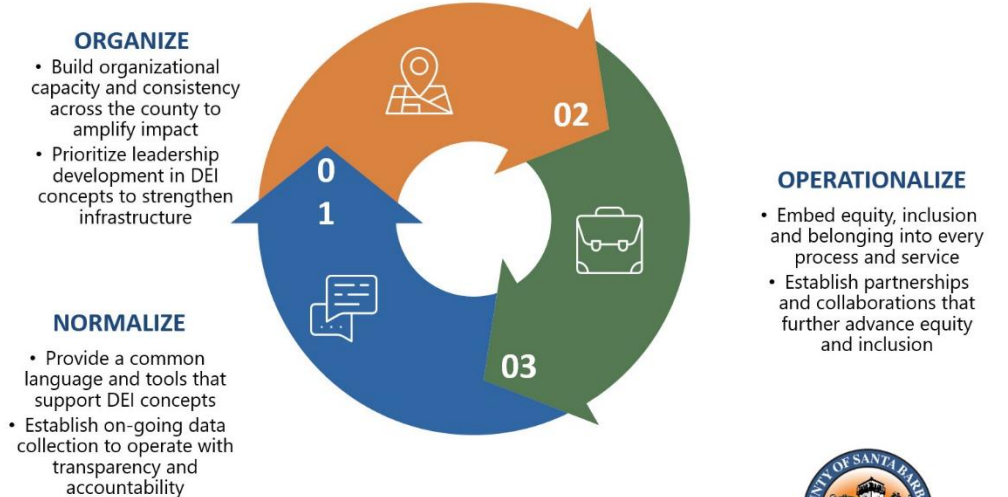 ORGANIZE
• Build organizational
capacity and consistency
across the county to
amplify impact
• Prioritize leadership
development in DEI
concepts to strengthen
infrastructure
NORMALIZE
• Provide a common
language and tools that
support DEI concepts
• Establish on-going data
collection to operate with
transparency and
accountability
0
1
02
03
OPERATIONALIZE
• Embed equity, inclusion
and belonging into every
process and service
• Establish partnerships
and collaborations that
further advance equity
and inclusion
OF SANTA